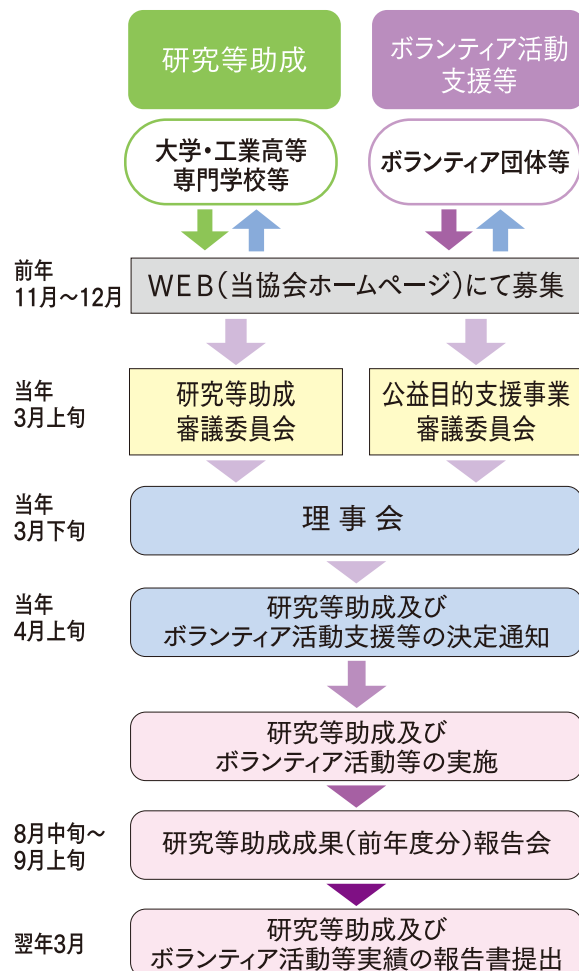 研究等助成
ボランティア活動
支援等
大学・工業高等
専門学校等
ボランティア団体等
前年
11月～12月
WEB（当協会ホームページ）にて募集
当年
3月上旬
研究等助成
審議委員会
公益目的支援事業
審議委員会
当年
3月下旬
理事会
当年
4月上旬
研究等助成及び
ボランティア活動支援等の決定通知
研究等助成及び
ボランティア活動等の実施
8月中旬～
9月上旬
研究等助成成果（前年度分）報告会
翌年3月
研究等助成及び
ボランティア活動等実績の報告書提出